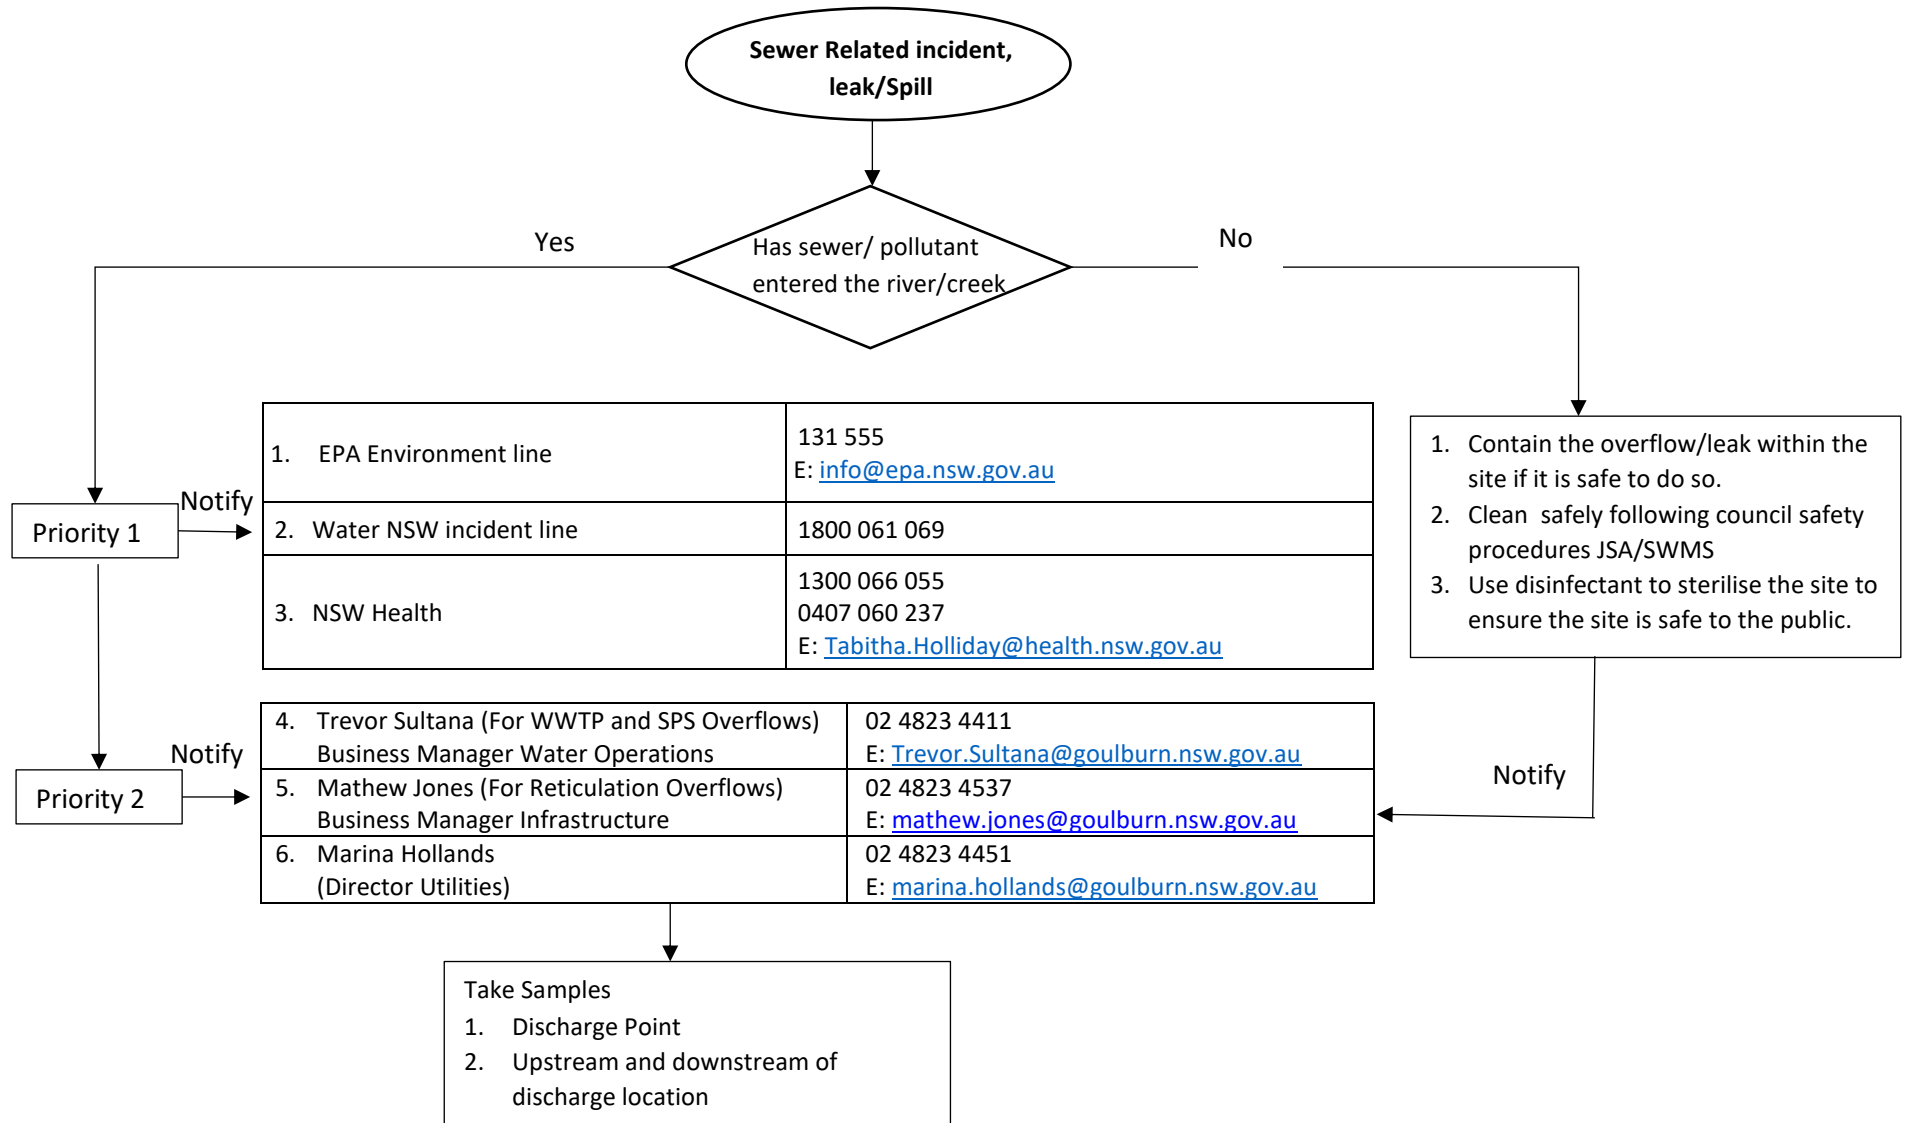 Sewer Related incident,
leak/Spill
Has sewer/ pollutant
entered the river/creek
Yes
No
Priority 1
Notify
1. EPA Environment line
131 555
E: info@epa.nsw.gov.au
2. Water NSW incident line
1800 061 069
3. NSW Health
1300 066 055
0407 060 237
E: Tabitha.Holliday@health.nsw.gov.au
1. Contain the overflow/leak within the
site if it is safe to do so.
2. Clean safely following council safety
procedures JSA/SWMS
3. Use disinfectant to sterilise the site to
ensure the site is safe to the public.
Notify
Priority 2
Notify
4. Trevor Sultana (For WWTP and SPS Overflows)
Business Manager Water Operations
02 4823 4411
E: Trevor.Sultana@goulburn.nsw.gov.au
5. Mathew Jones (For Reticulation Overflows)
Business Manager Infrastructure
02 4823 4537
E: mathew.jones@goulburn.nsw.gov.au
6. Marina Hollands
(Director Utilities)
02 4823 4451
E: marina.hollands@goulburn.nsw.gov.au
Take Samples
1. Discharge Point
2. Upstream and downstream of
discharge location